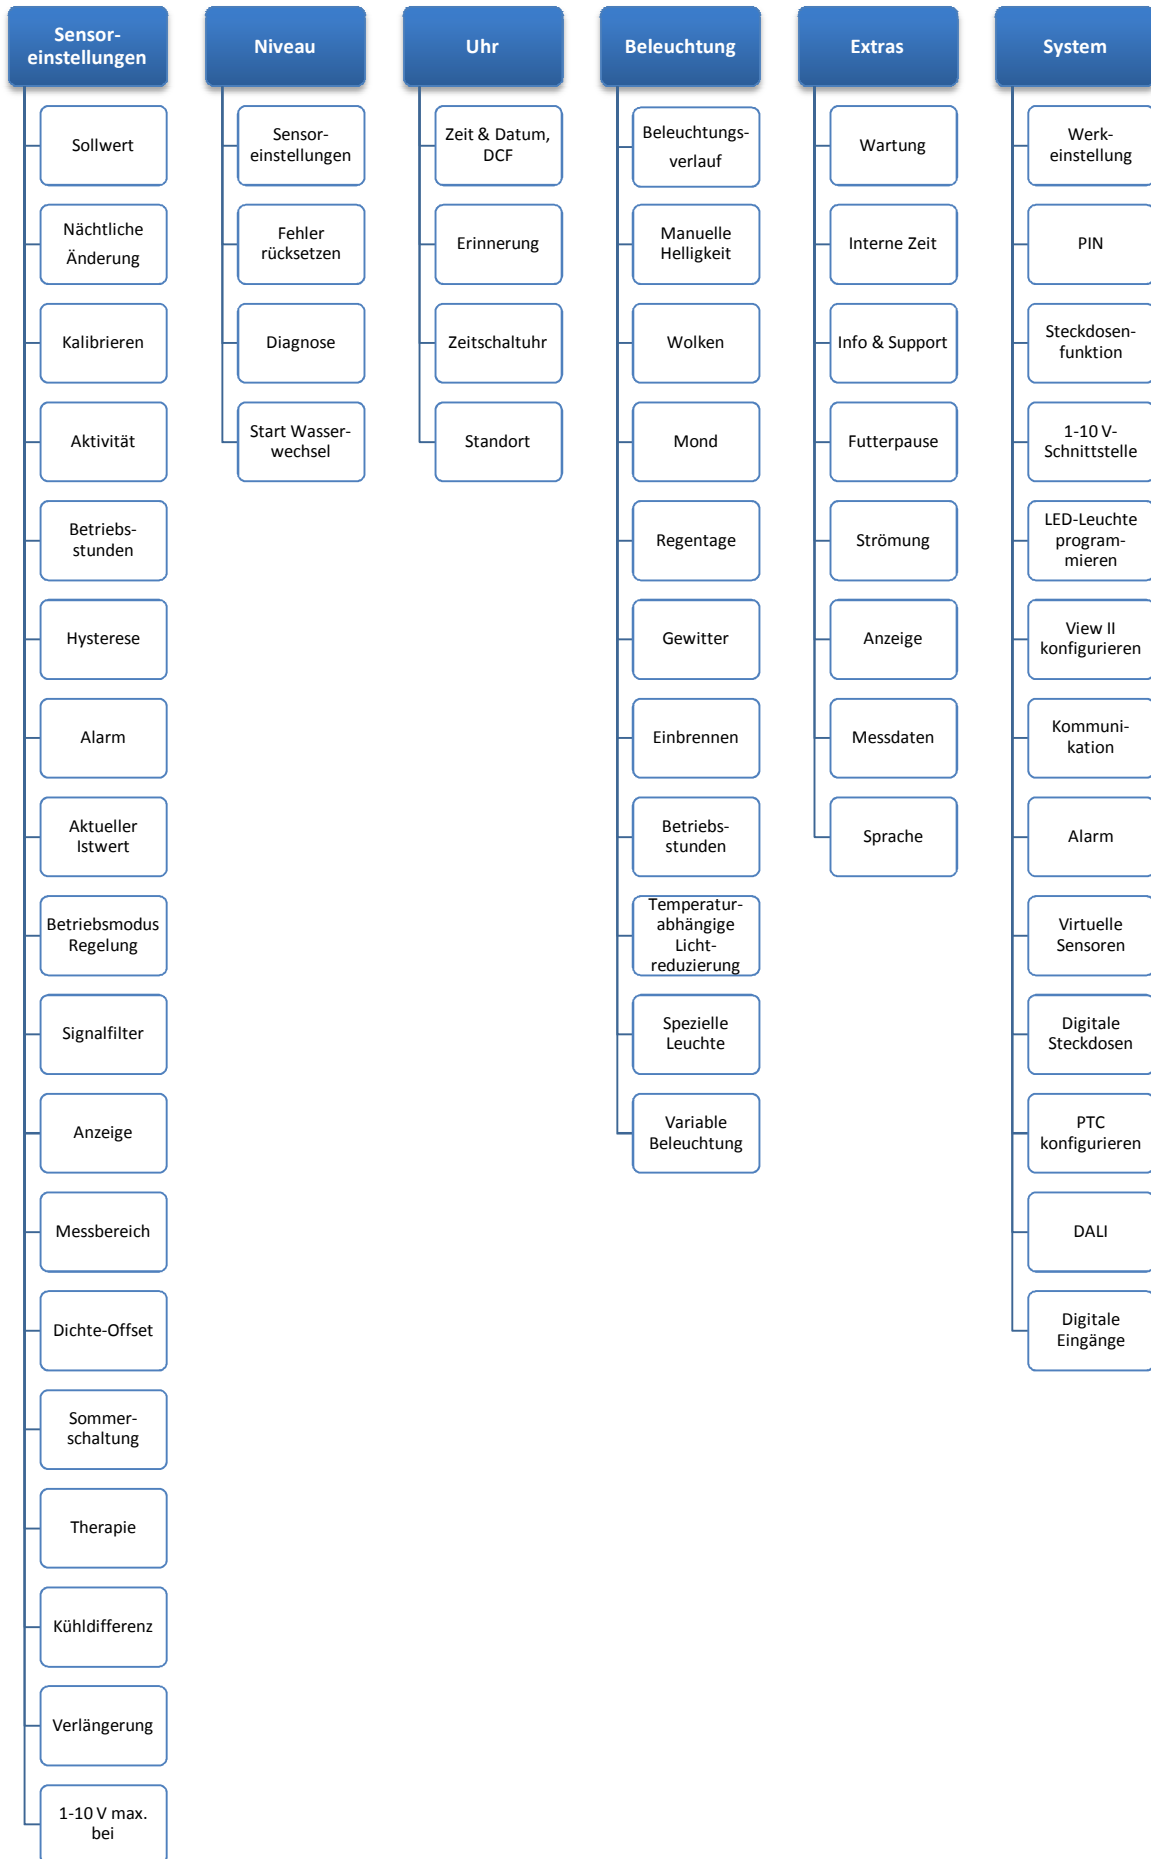 Sensor-
einstellungen
Sollwert
Nächtliche
Änderung
Kalibrieren
Aktivität
Betriebs-
stunden
Hysterese
Alarm
Aktueller
Istwert
Betriebsmodus
Regelung
Signalfilter
Anzeige
Messbereich
Dichte-Offset
Sommer-
schaltung
Therapie
Kühldifferenz
Verlängerung
1-10 V max.
bei
Niveau
Sensor-
einstellungen
Fehler
rücksetzen
Diagnose
Start Wasser-
wechsel
Uhr
Zeit & Datum,
DCF
Erinnerung
Zeitschaltuhr
Standort
Beleuchtung
Beleuchtungs-
verlauf
Manuelle
Helligkeit
Wolken
Mond
Regentage
Gewitter
Einbrennen
Betriebs-
stunden
Temperatur-
abhängige
Licht-
reduzierung
Spezielle
Leuchte
Variable
Beleuchtung
Extras
Wartung
Interne Zeit
Info & Support
Futterpause
Strömung
Anzeige
Messdaten
Sprache
System
Werk-
einstellung
PIN
Steckdosen-
funktion
1-10 V-
Schnittstelle
LED-Leuchte
program-
mieren
View II
konfigurieren
Kommuni-
kation
Alarm
Virtuelle
Sensoren
Digitale
Steckdosen
PTC
konfigurieren
DALI
Digitale
Eingänge